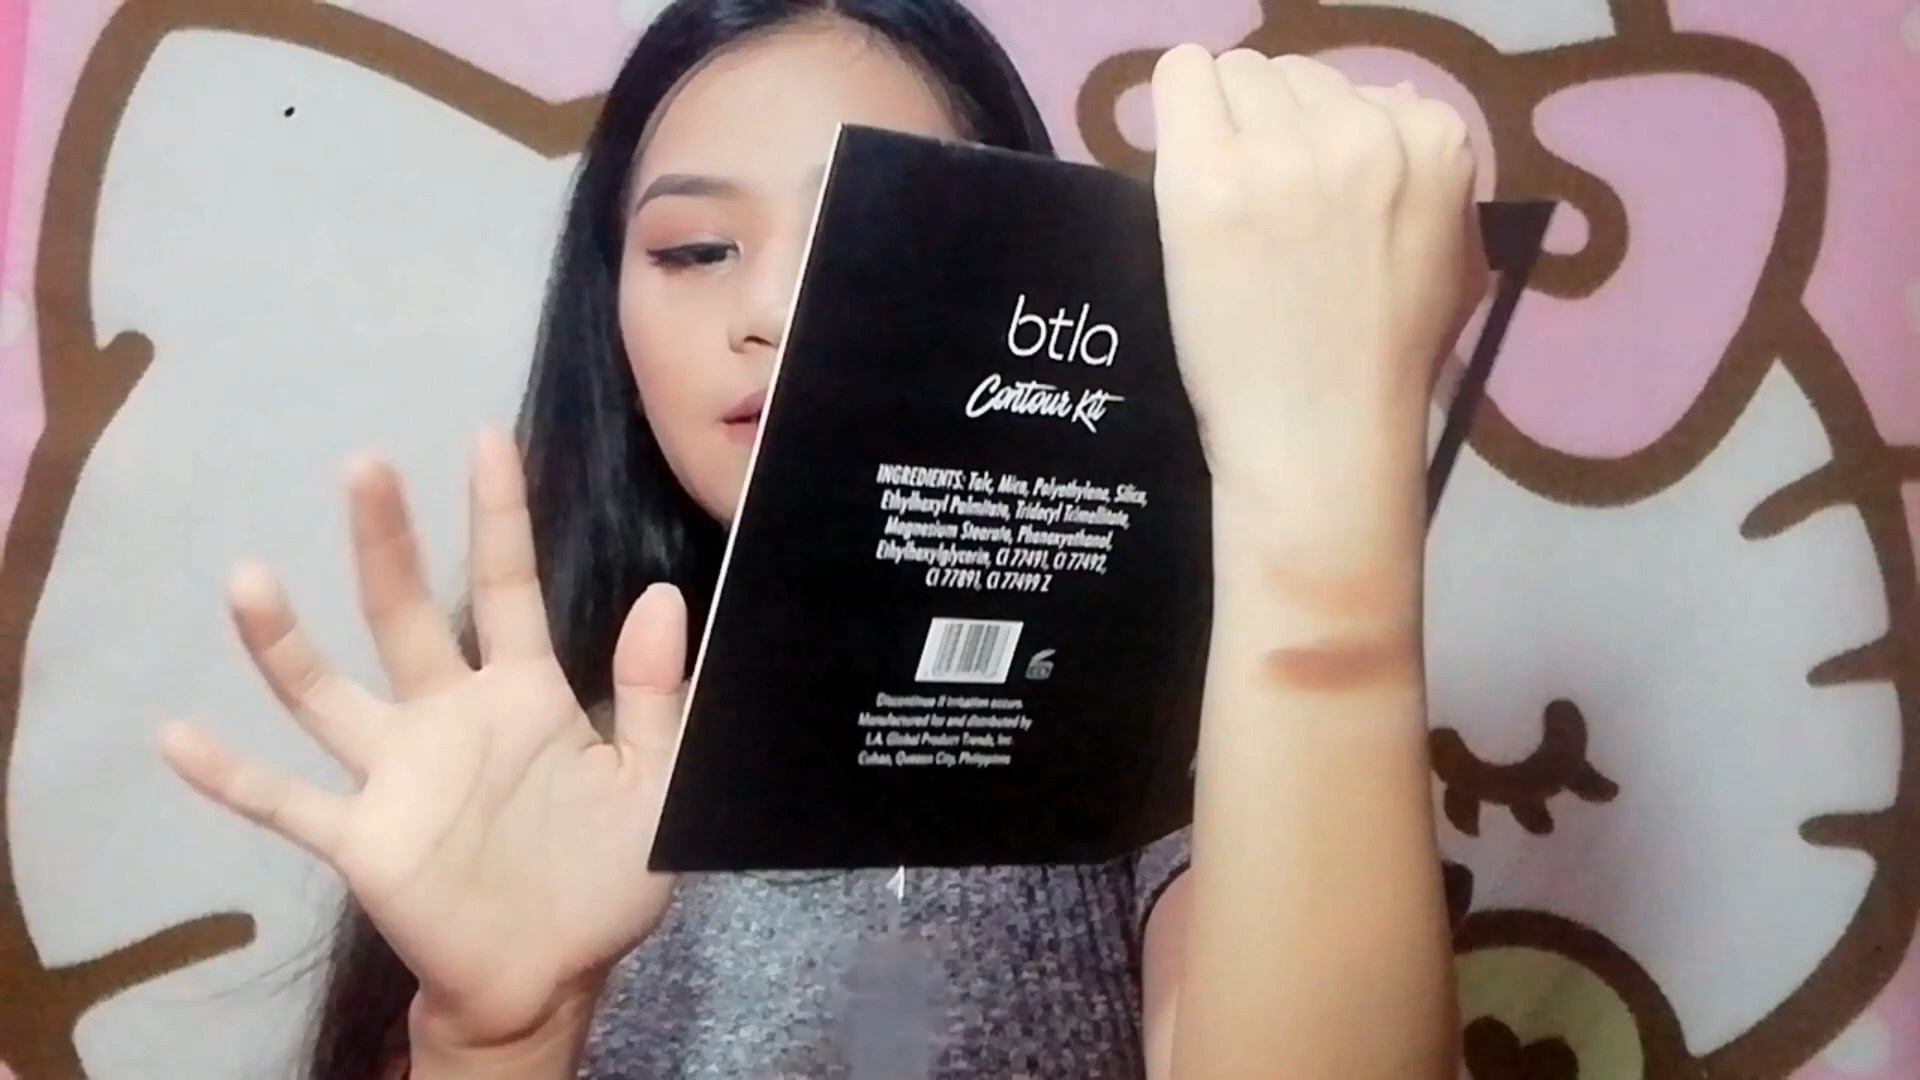 btla
Contour Kit
INGREDIENTS: Talc, Mica, Polyethylene, Silica,
Ethylhexyl Palmitate, Tridecyl Trimellitate,
Magnesium Stearate, Phenoxyethanol,
Ethylhexylglycerin, CI 77491, CI 77492,
CI 77891, CI 77499 Z
Discontinue if irritation occurs.
Manufactured for and distributed by
L.A. Global Product Trends, Inc.
Cubao, Quezon City, Philippines